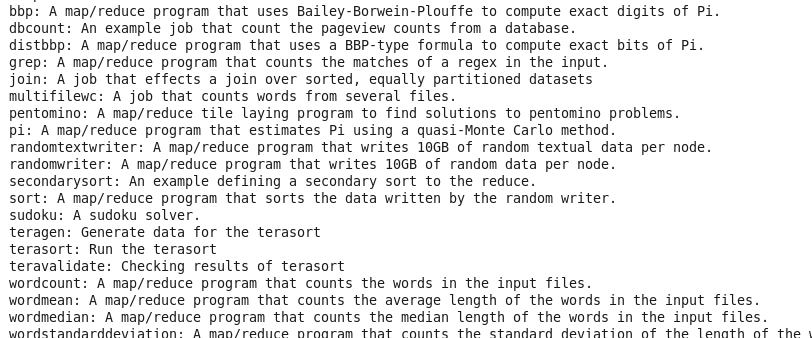 bbp: A map/reduce program that uses Bailey-Borwein-Plouffe to compute exact digits of Pi.
dbcount: An example job that count the pageview counts from a database.
distbbp: A map/reduce program that uses a BBP-type formula to compute exact bits of Pi.
grep: A map/reduce program that counts the matches of a regex in the input.
join: A job that effects a join over sorted, equally partitioned datasets
multifilewc: A job that counts words from several files.
pentomino: A map/reduce tile laying program to find solutions to pentomino problems.
pi: A map/reduce program that estimates Pi using a quasi-Monte Carlo method.
randomtextwriter: A map/reduce program that writes 10GB of random textual data per node.
randomwriter: A map/reduce program that writes 10GB of random data per node.
secondarysort: An example defining a secondary sort to the reduce.
sort: A map/reduce program that sorts the data written by the random writer.
sudoku: A sudoku solver.
teragen: Generate data for the terasort
terasort: Run the terasort
teravalidate: Checking results of terasort
wordcount: A map/reduce program that counts the words in the input files.
wordmean: A map/reduce program that counts the average length of the words in the input files.
wordmedian: A map/reduce program that counts the median length of the words in the input files.
wordstandarddeviation: A map/reduce program that counts the standard deviation of the length of the